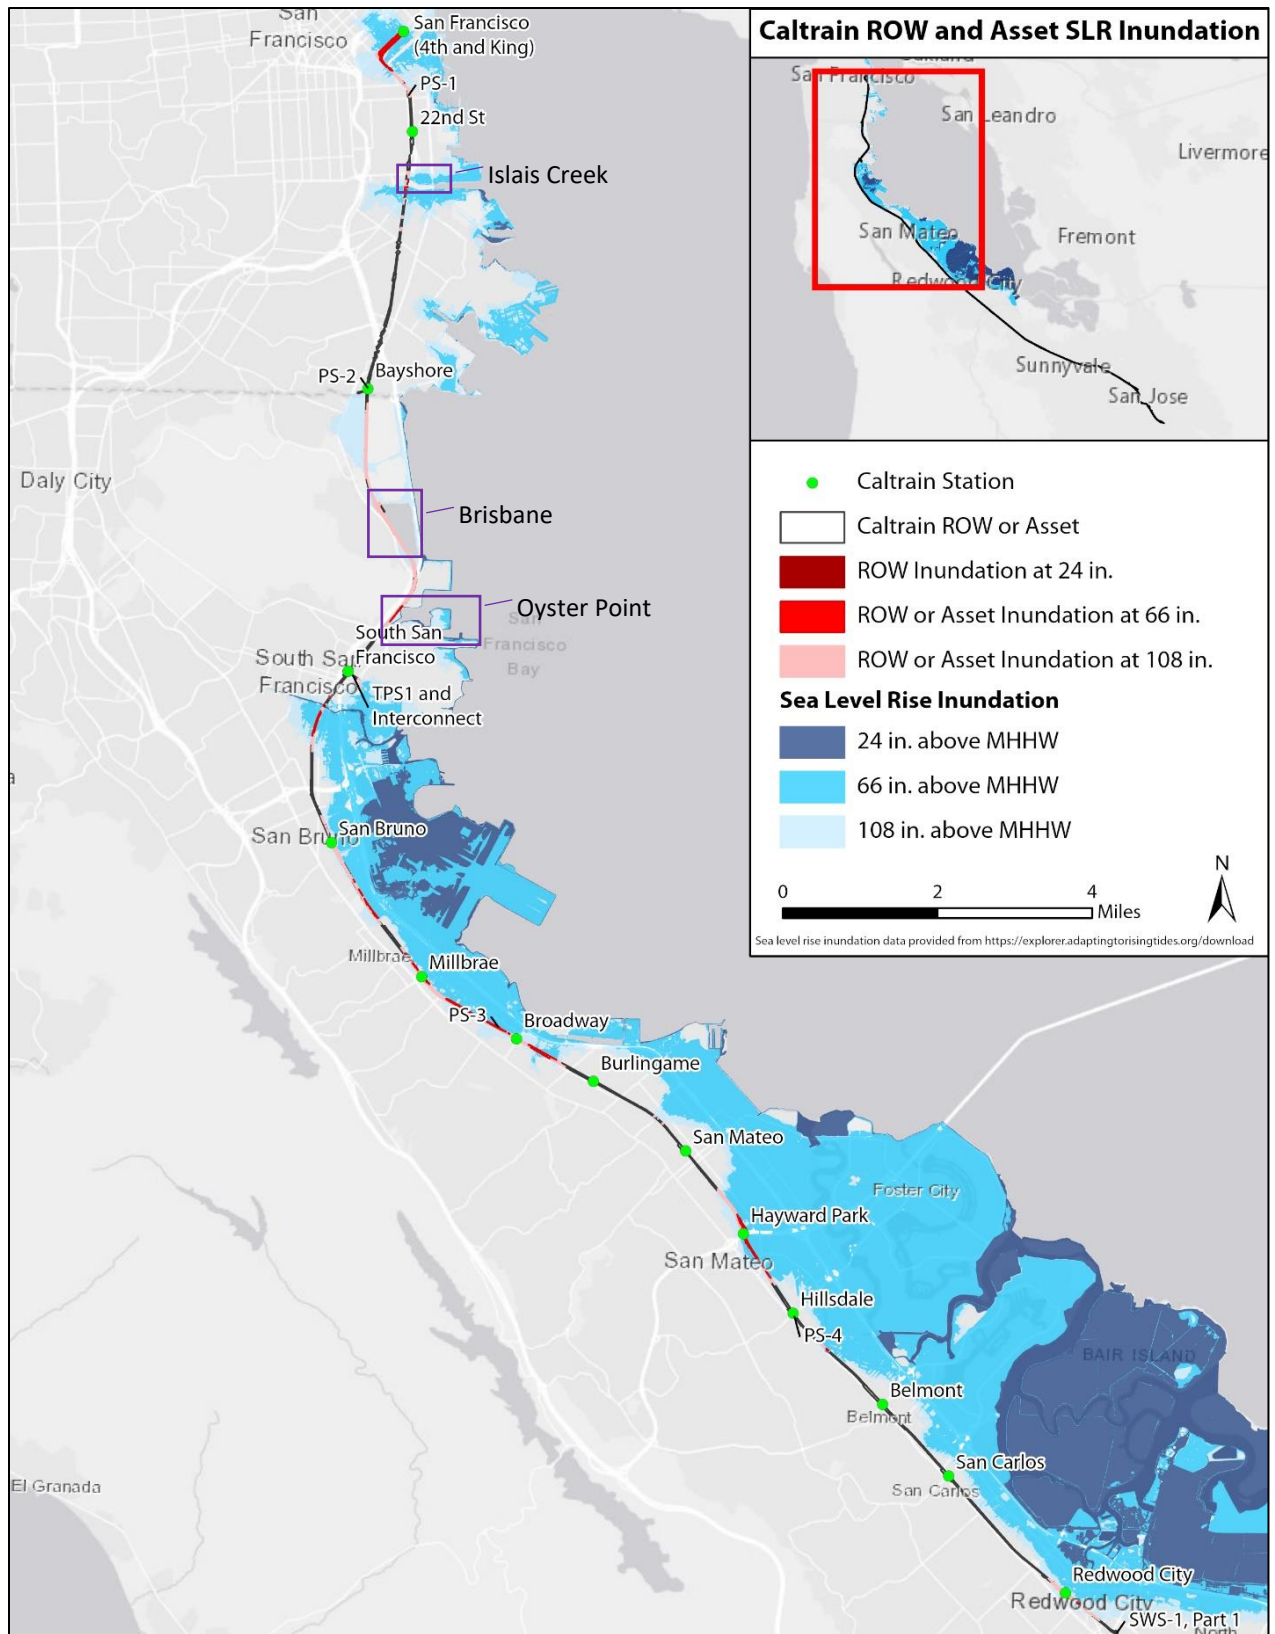 San
Francisco
San Francisco
(4th and King)
PS-1
22nd St
Islais Creek
PS-2
Bayshore
Daly City
Brisbane
Oyster Point
San
Francisco
Bay
South San
Francisco
South San
Francisco
TPS1 and
Interconnect
San Bruno
San Bruno
Millbrae
Millbrae
PS-3
Broadway
Burlingame
San Mateo
Foster City
Hayward Park
San Mateo
Hillsdale
PS-4
BAIR ISLAND
Belmont
Belmont
San Carlos
San Carlos
El Granada
Redwood City
Redwood City
SWS-1, Part 1
North
Caltrain ROW and Asset SLR Inundation
Oakland
San Francisco
San Leandro
Livermore
San Mateo
Fremont
Redwood City
Sunnyvale
San Jose
Caltrain Station
Caltrain ROW or Asset
ROW Inundation at 24 in.
ROW or Asset Inundation at 66 in.
ROW or Asset Inundation at 108 in.
Sea Level Rise Inundation
24 in. above MHHW
66 in. above MHHW
108 in. above MHHW
N
0 2 4
Miles
Sea level rise inundation data provided from https://explorer.adaptingtorisingtides.org/download